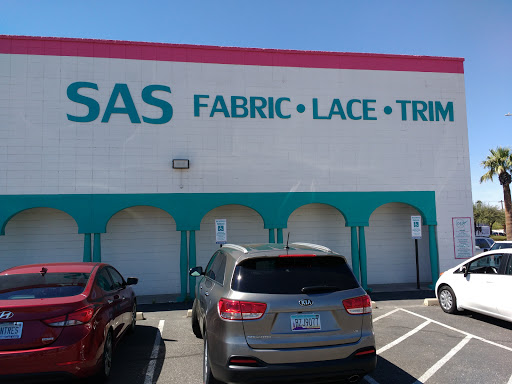 SAS FABRIC • LACE • TRIM
KIA